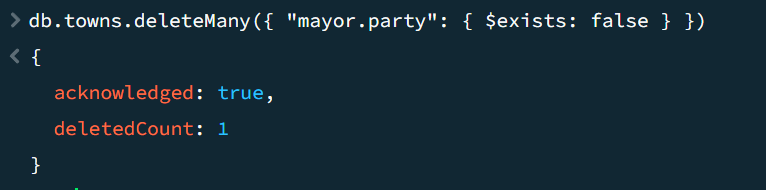 > db.towns.deleteMany({ "mayor.party": { $exists: false } })
< {
acknowledged: true,
deletedCount: 1
}